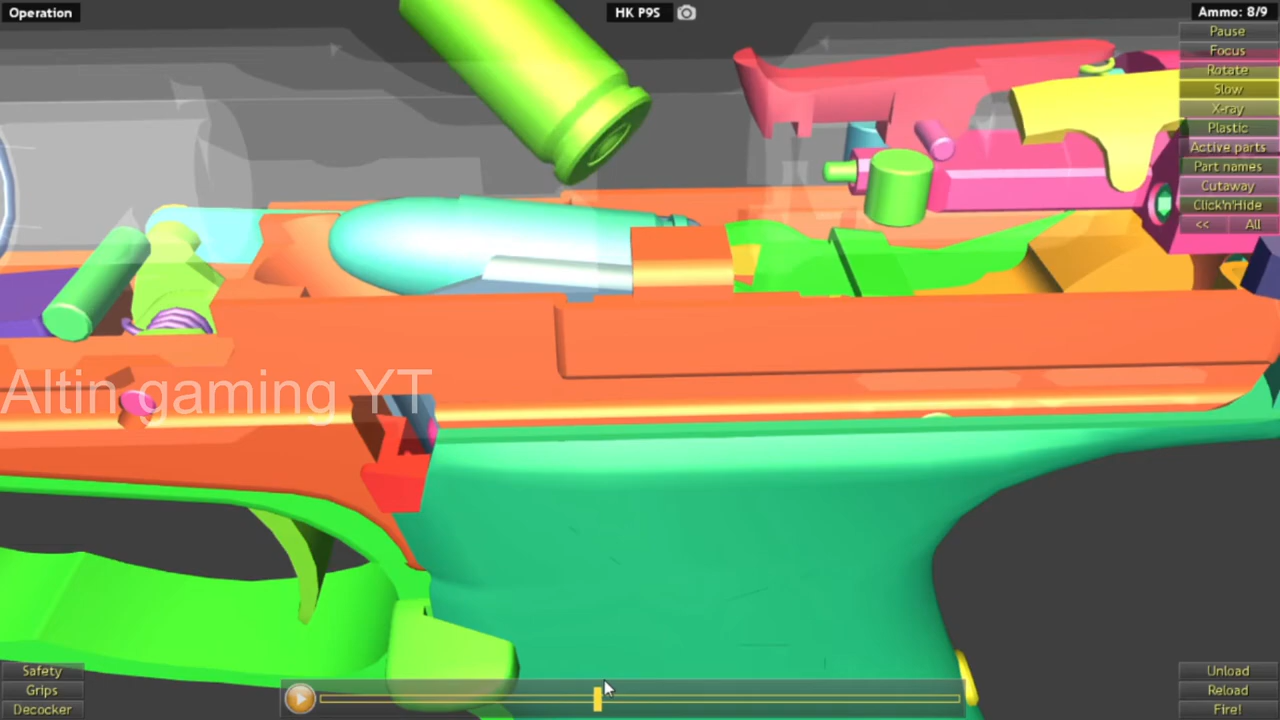 Operation
HK P9S
Ammo: 8/9
Pause
Focus
Rotate
Slow
X-ray
Plastic
Active parts
Part names
Cutaway
Click'n'Hide
<< All
Altin gaming YT
Safety
Grips
Decocker
Unload
Reload
Fire!